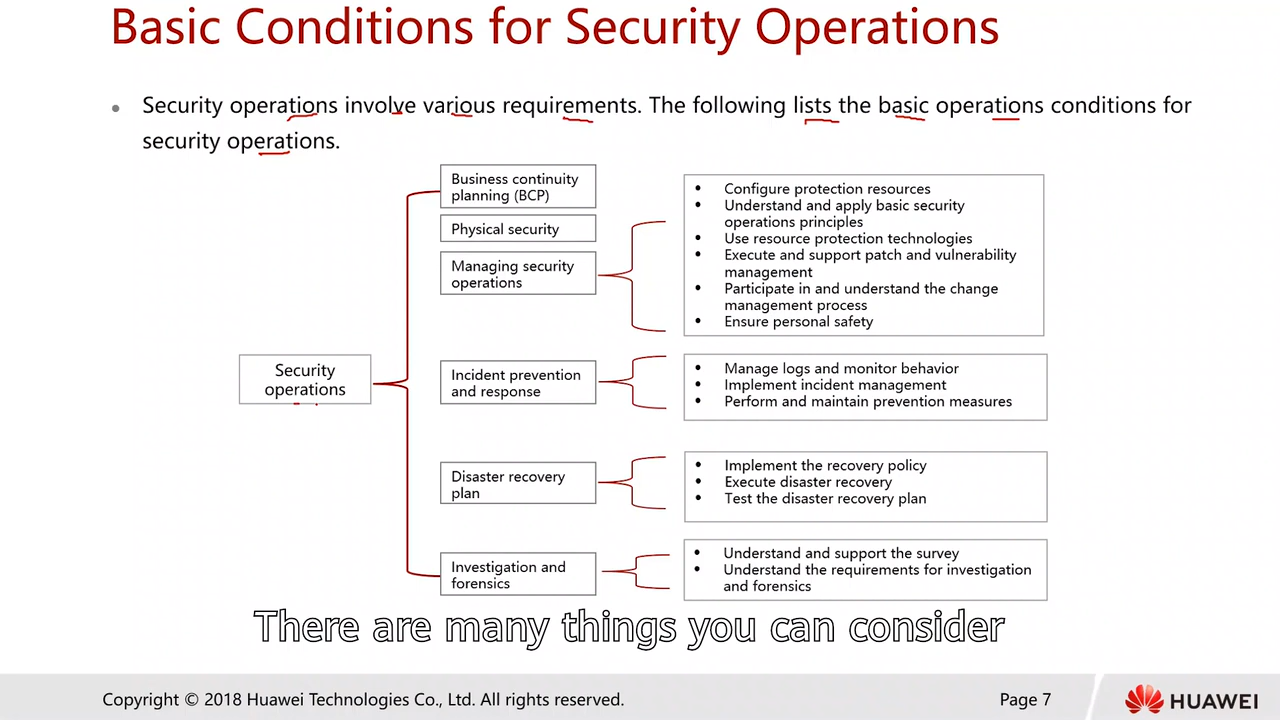 Basic Conditions for Security Operations
• Security operations involve various requirements. The following lists the basic operations conditions for
security operations.
Security
operations
Business continuity
planning (BCP)
Physical security
Managing security
operations
• Configure protection resources
• Understand and apply basic security
operations principles
• Use resource protection technologies
• Execute and support patch and vulnerability
management
• Participate in and understand the change
management process
• Ensure personal safety
Incident prevention
and response
• Manage logs and monitor behavior
• Implement incident management
• Perform and maintain prevention measures
Disaster recovery
plan
• Implement the recovery policy
• Execute disaster recovery
• Test the disaster recovery plan
Investigation and
forensics
• Understand and support the survey
• Understand the requirements for investigation
and forensics
There are many things you can consider
Copyright © 2018 Huawei Technologies Co., Ltd. All rights reserved.
Page 7
HUAWEI